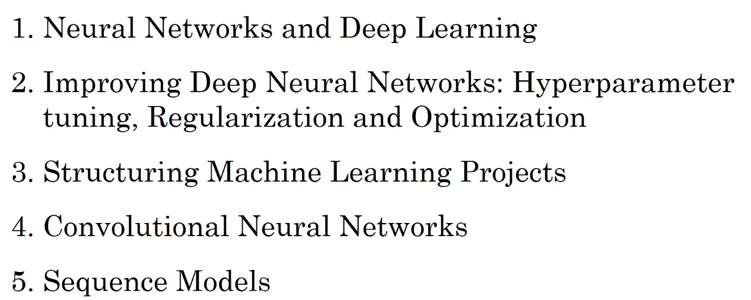 1. Neural Networks and Deep Learning
2. Improving Deep Neural Networks: Hyperparameter
tuning, Regularization and Optimization
3. Structuring Machine Learning Projects
4. Convolutional Neural Networks
5. Sequence Models